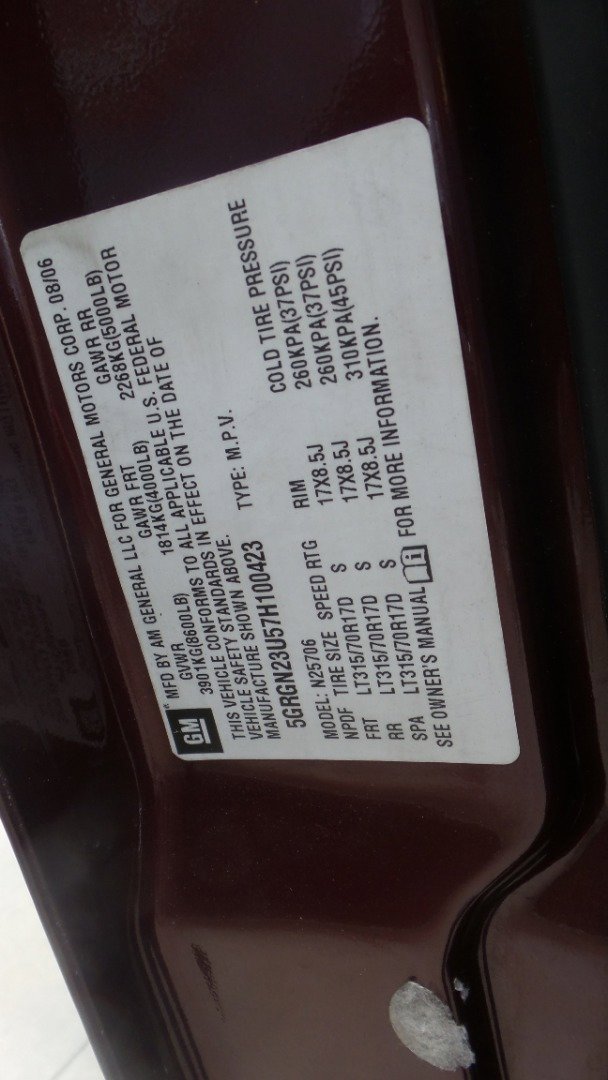 GM
* MFD BY AM GENERAL LLC FOR GENERAL MOTORS CORP. 08/06
GVWR GAWR FRT GAWR RR
3901KG(8600LB) 1814KG(4000LB) 2268KG(5000LB)
THIS VEHICLE CONFORMS TO ALL APPLICABLE U.S. FEDERAL MOTOR
VEHICLE SAFETY STANDARDS IN EFFECT ON THE DATE OF
MANUFACTURE SHOWN ABOVE.
5GRGN23U57H100423 TYPE: M.P.V.
MODEL: N25706
NPDF TIRE SIZE SPEED RTG RIM COLD TIRE PRESSURE
FRT LT315/70R17D S 17X8.5J 260KPA(37PSI)
RR LT315/70R17D S 17X8.5J 260KPA(37PSI)
SPA LT315/70R17D S 17X8.5J 310KPA(45PSI)
SEE OWNER'S MANUAL i FOR MORE INFORMATION.